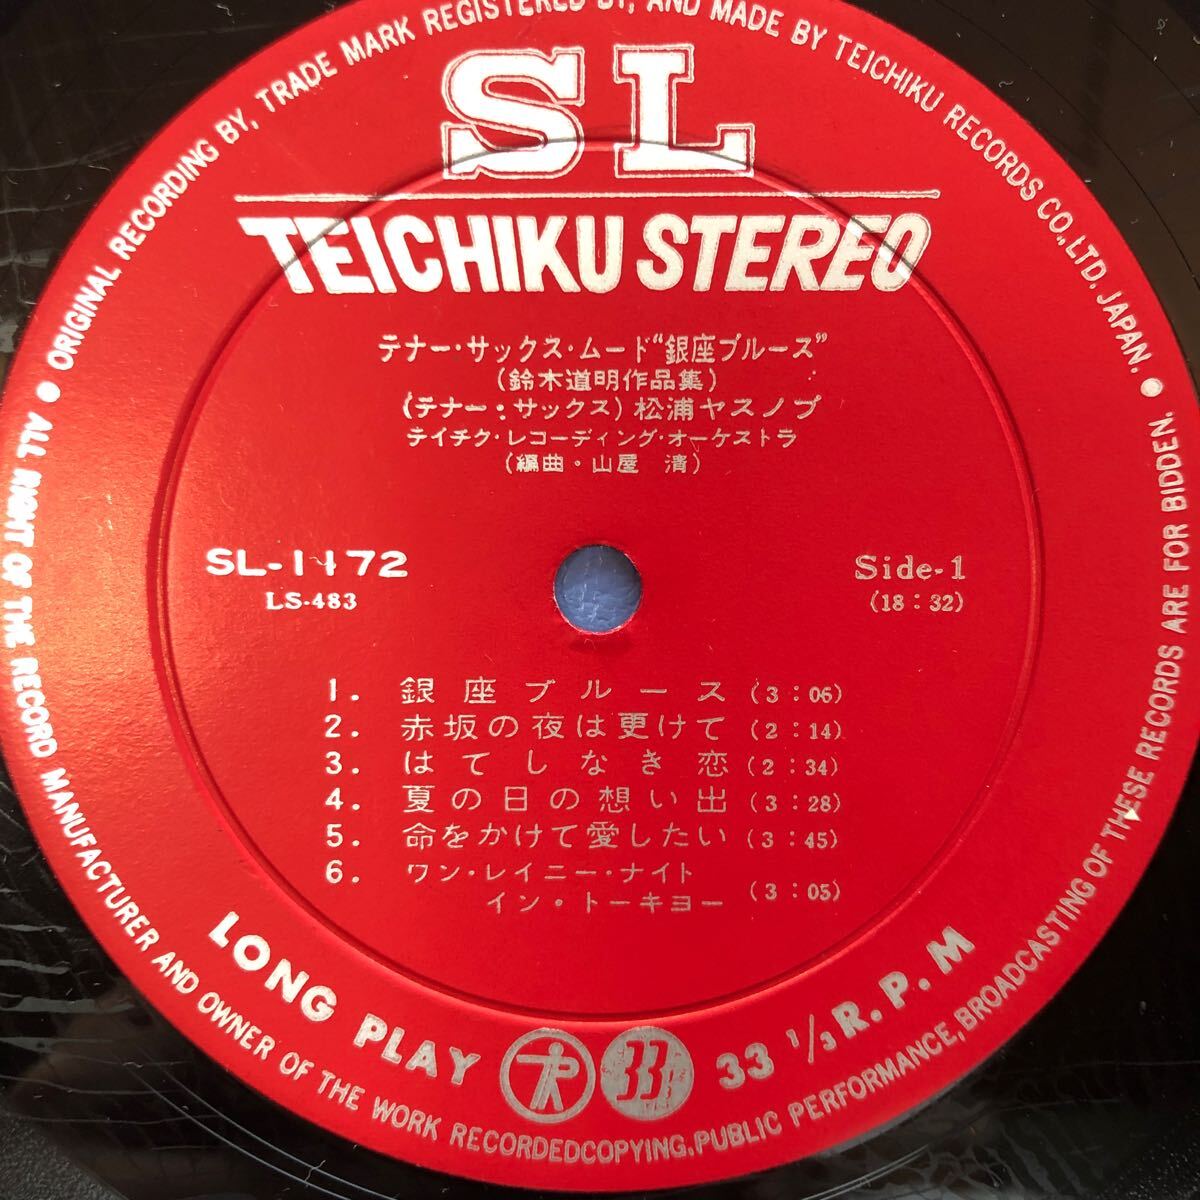 ● ORIGINAL RECORDING BY, TRADE MARK REGISTERED BY, AND MADE BY TEICHIKU RECORDS CO., LTD. JAPAN. ●
SL
TEICHIKU STEREO
テナー・サックス・ムード“銀座ブルース”
(鈴木道明作品集)
(テナー:サックス)松浦ヤスノブ
テイチク・レコーディング・オーケストラ
(編曲・山屋 清)
SL-1172
LS-483
Side-1
(18:32)
1. 銀座ブルース(3:06)
2. 赤坂の夜は更けて(2:14)
3. はてしなき恋(2:34)
4. 夏の日の想い出(3:28)
5. 命をかけて愛したい(3:45)
6. ワン・レイニー・ナイト
イン・トーキョー(3:05)
LONG PLAY
33 1/3 R.P.M
ALL RIGHT OF THE RECORD MANUFACTURER AND OWNER OF THE WORK RECORDEDCOPYING, PUBLIC PERFORMANCE, BROADCASTING OF THESE RECORDS ARE FOR BIDDEN.